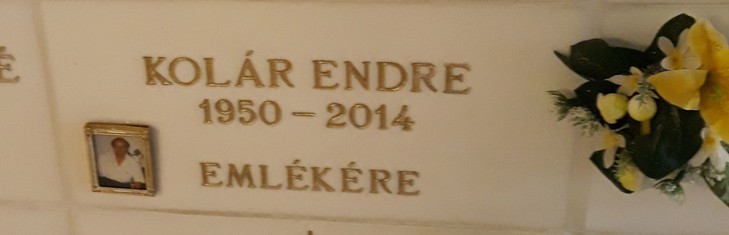 KOLÁR ENDRE
1950 – 2014
EMLÉKÉRE